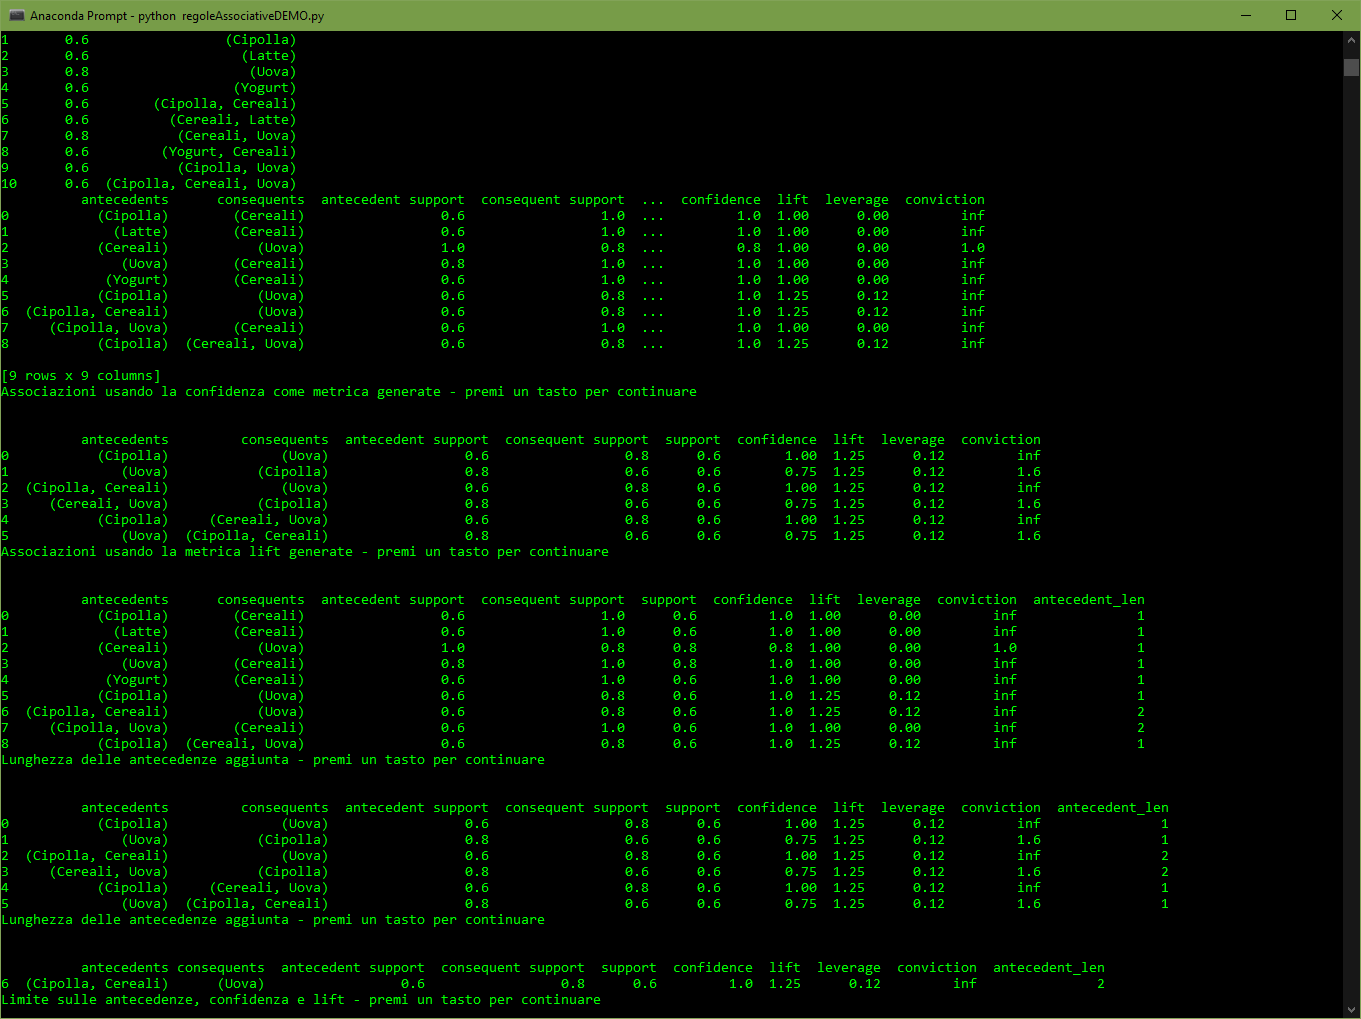 Anaconda Prompt - python  regoleAssociativeDEMO.py
1       0.6                 (Cipolla)
2       0.6                   (Latte)
3       0.8                    (Uova)
4       0.6                  (Yogurt)
5       0.6        (Cipolla, Cereali)
6       0.6          (Cereali, Latte)
7       0.8           (Cereali, Uova)
8       0.6         (Yogurt, Cereali)
9       0.6           (Cipolla, Uova)
10      0.6  (Cipolla, Cereali, Uova)
          antecedents      consequents  antecedent support  consequent support  ...  confidence  lift  leverage  conviction
0           (Cipolla)        (Cereali)                 0.6                 1.0  ...         1.0  1.00      0.00         inf
1             (Latte)        (Cereali)                 0.6                 1.0  ...         1.0  1.00      0.00         inf
2           (Cereali)           (Uova)                 1.0                 0.8  ...         0.8  1.00      0.00         1.0
3              (Uova)        (Cereali)                 0.8                 1.0  ...         1.0  1.00      0.00         inf
4            (Yogurt)        (Cereali)                 0.6                 1.0  ...         1.0  1.00      0.00         inf
5           (Cipolla)           (Uova)                 0.6                 0.8  ...         1.0  1.25      0.12         inf
6  (Cipolla, Cereali)           (Uova)                 0.6                 0.8  ...         1.0  1.25      0.12         inf
7     (Cipolla, Uova)        (Cereali)                 0.6                 1.0  ...         1.0  1.00      0.00         inf
8           (Cipolla)  (Cereali, Uova)                 0.6                 0.8  ...         1.0  1.25      0.12         inf
[9 rows x 9 columns]
Associazioni usando la confidenza come metrica generate - premi un tasto per continuare
          antecedents         consequents  antecedent support  consequent support  support  confidence  lift  leverage  conviction
0           (Cipolla)              (Uova)                 0.6                 0.8      0.6        1.00  1.25      0.12         inf
1              (Uova)           (Cipolla)                 0.8                 0.6      0.6        0.75  1.25      0.12         1.6
2  (Cipolla, Cereali)              (Uova)                 0.6                 0.8      0.6        1.00  1.25      0.12         inf
3     (Cereali, Uova)           (Cipolla)                 0.8                 0.6      0.6        0.75  1.25      0.12         1.6
4           (Cipolla)     (Cereali, Uova)                 0.6                 0.8      0.6        1.00  1.25      0.12         inf
5              (Uova)  (Cipolla, Cereali)                 0.8                 0.6      0.6        0.75  1.25      0.12         1.6
Associazioni usando la metrica lift generate - premi un tasto per continuare
          antecedents      consequents  antecedent support  consequent support  support  confidence  lift  leverage  conviction  antecedent_len
0           (Cipolla)        (Cereali)                 0.6                 1.0      0.6         1.0  1.00      0.00         inf               1
1             (Latte)        (Cereali)                 0.6                 1.0      0.6         1.0  1.00      0.00         inf               1
2           (Cereali)           (Uova)                 1.0                 0.8      0.8         0.8  1.00      0.00         1.0               1
3              (Uova)        (Cereali)                 0.8                 1.0      0.8         1.0  1.00      0.00         inf               1
4            (Yogurt)        (Cereali)                 0.6                 1.0      0.6         1.0  1.00      0.00         inf               1
5           (Cipolla)           (Uova)                 0.6                 0.8      0.6         1.0  1.25      0.12         inf               1
6  (Cipolla, Cereali)           (Uova)                 0.6                 0.8      0.6         1.0  1.25      0.12         inf               2
7     (Cipolla, Uova)        (Cereali)                 0.6                 1.0      0.6         1.0  1.00      0.00         inf               2
8           (Cipolla)  (Cereali, Uova)                 0.6                 0.8      0.6         1.0  1.25      0.12         inf               1
Lunghezza delle antecedenze aggiunta - premi un tasto per continuare
          antecedents         consequents  antecedent support  consequent support  support  confidence  lift  leverage  conviction  antecedent_len
0           (Cipolla)              (Uova)                 0.6                 0.8      0.6        1.00  1.25      0.12         inf               1
1              (Uova)           (Cipolla)                 0.8                 0.6      0.6        0.75  1.25      0.12         1.6               1
2  (Cipolla, Cereali)              (Uova)                 0.6                 0.8      0.6        1.00  1.25      0.12         inf               2
3     (Cereali, Uova)           (Cipolla)                 0.8                 0.6      0.6        0.75  1.25      0.12         1.6               2
4           (Cipolla)     (Cereali, Uova)                 0.6                 0.8      0.6        1.00  1.25      0.12         inf               1
5              (Uova)  (Cipolla, Cereali)                 0.8                 0.6      0.6        0.75  1.25      0.12         1.6               1
Lunghezza delle antecedenze aggiunta - premi un tasto per continuare
          antecedents consequents  antecedent support  consequent support  support  confidence  lift  leverage  conviction  antecedent_len
6  (Cipolla, Cereali)      (Uova)                 0.6                 0.8      0.6         1.0  1.25      0.12         inf               2
Limite sulle antecedenze, confidenza e lift - premi un tasto per continuare